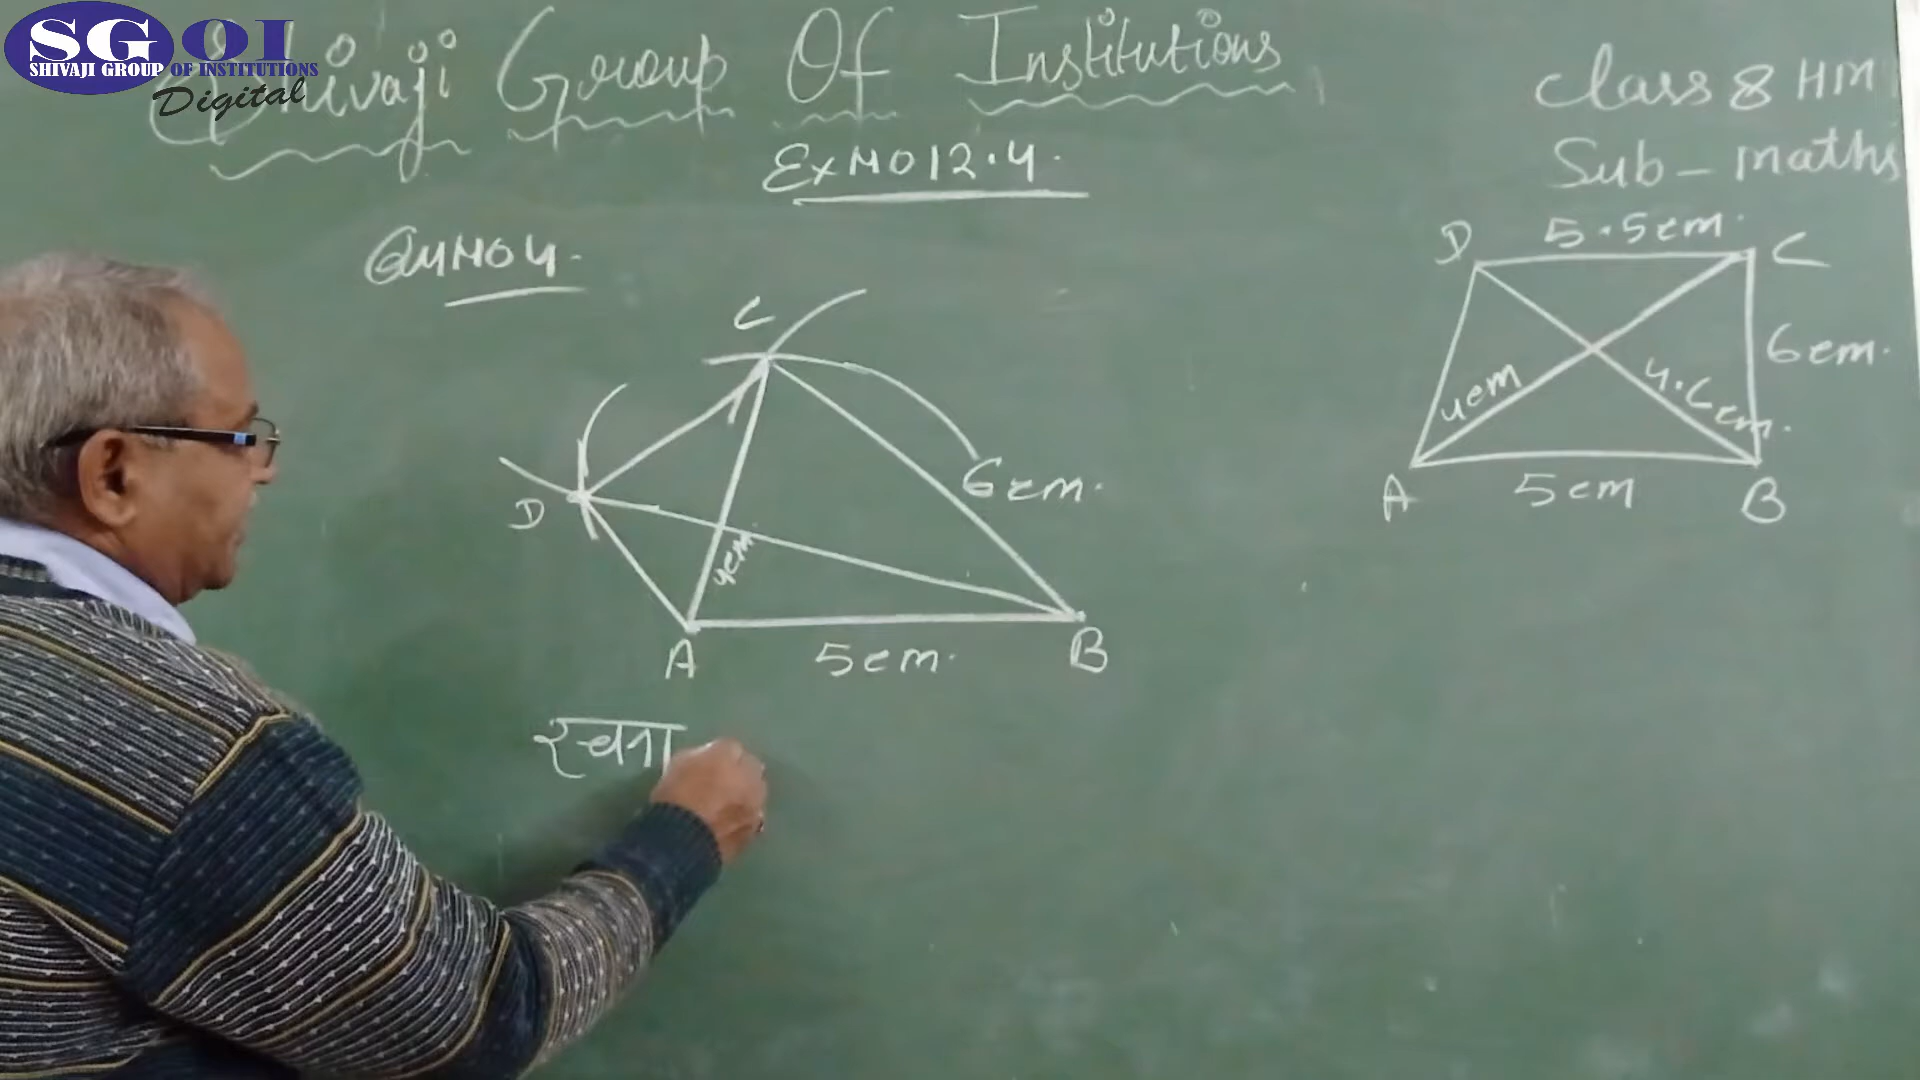 SGOI
SHIVAJI GROUP OF INSTITUTIONS
Digital
Shivaji Group Of Institutions
Class 8 HM
Sub - maths
Ex NO 12.4.
Qu NO 4.
C
D
4cm
6cm.
A
5cm.
B
रचना
D
5.5cm.
C
6cm.
4cm
4.6cm.
A
5cm
B